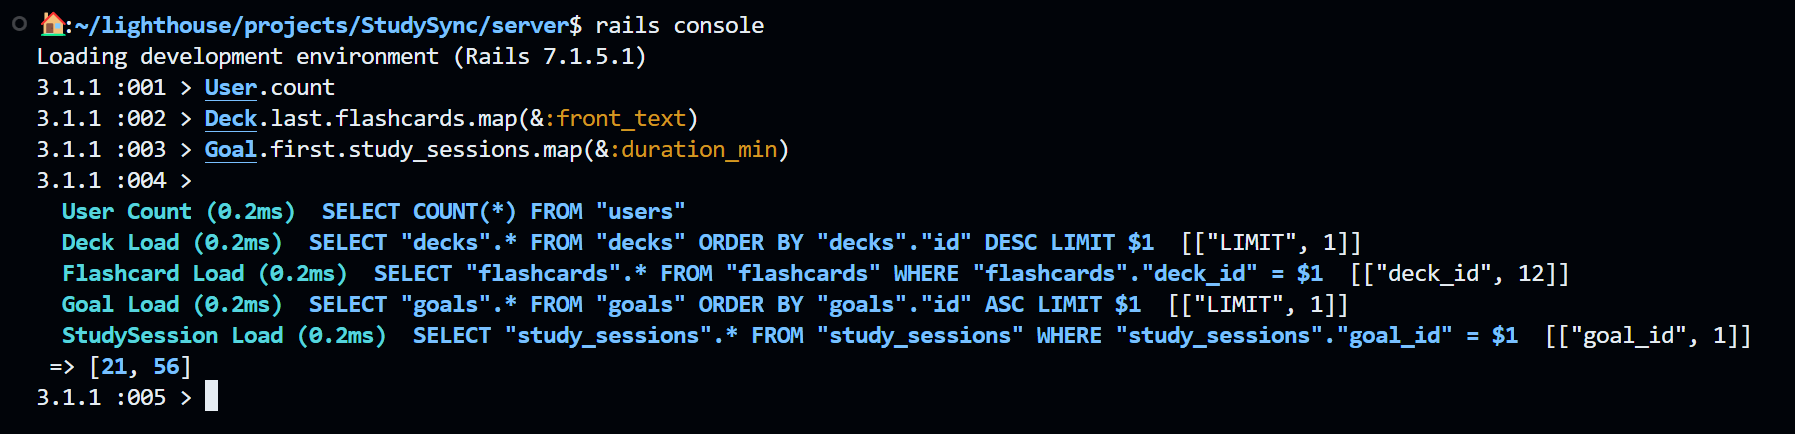 🏠:~/lighthouse/projects/StudySync/server$ rails console
Loading development environment (Rails 7.1.5.1)
3.1.1 :001 > User.count
3.1.1 :002 > Deck.last.flashcards.map(&:front_text)
3.1.1 :003 > Goal.first.study_sessions.map(&:duration_min)
3.1.1 :004 >
User Count (0.2ms)  SELECT COUNT(*) FROM "users"
Deck Load (0.2ms)  SELECT "decks".* FROM "decks" ORDER BY "decks"."id" DESC LIMIT $1  [["LIMIT", 1]]
Flashcard Load (0.2ms)  SELECT "flashcards".* FROM "flashcards" WHERE "flashcards"."deck_id" = $1  [["deck_id", 12]]
Goal Load (0.2ms)  SELECT "goals".* FROM "goals" ORDER BY "goals"."id" ASC LIMIT $1  [["LIMIT", 1]]
StudySession Load (0.2ms)  SELECT "study_sessions".* FROM "study_sessions" WHERE "study_sessions"."goal_id" = $1  [["goal_id", 1]]
=> [21, 56]
3.1.1 :005 >